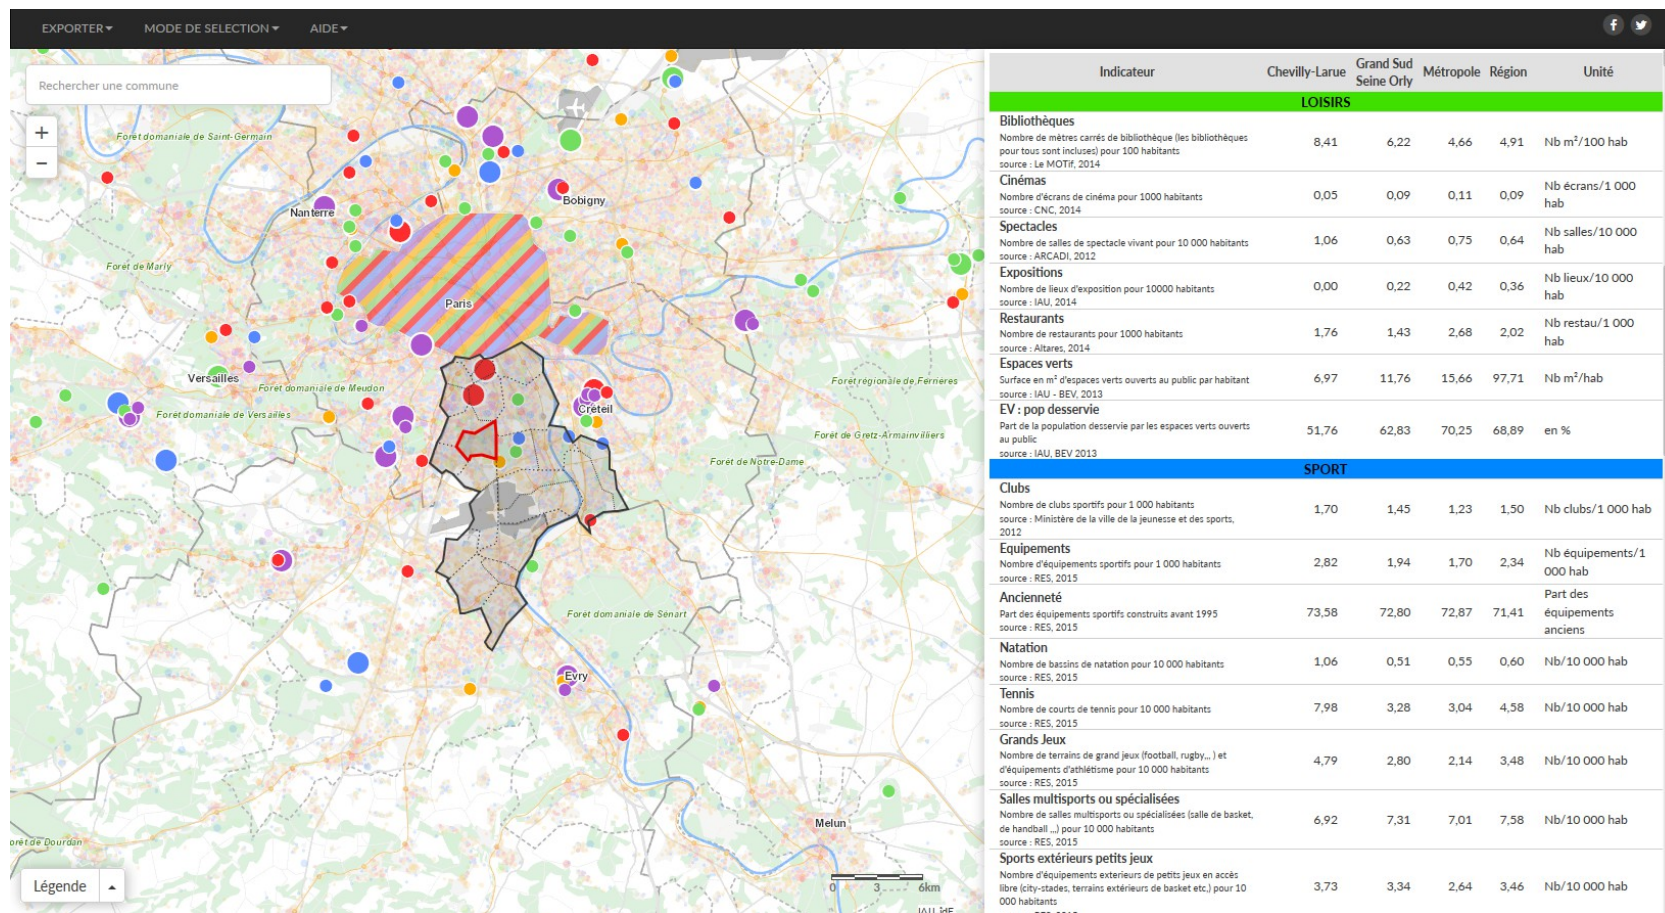 EXPORTER MODE DE SELECTION AIDE
Rechercher une commune
+
−
Forêt domaniale de Saint-Germain
Nanterre
Bobigny
Forêt de Marly
Paris
Versailles
Forêt domaniale de Meudon
Forêt domaniale de Versailles
Créteil
Forêt régionale de Ferrières
Forêt de Gretz-Armainvilliers
Forêt de Notre-Dame
Forêt domaniale de Sénart
Evry
Melun
orêt de Dourdan
Légende
0 3 6km
IAU îdF
Indicateur Chevilly-Larue Grand Sud Seine Orly Métropole Région Unité
LOISIRS
Bibliothèques
Nombre de mètres carrés de bibliothèque (les bibliothèques
pour tous sont incluses) pour 100 habitants
source : Le MOTif, 2014
8,41 6,22 4,66 4,91 Nb m²/100 hab
Cinémas
Nombre d'écrans de cinéma pour 1000 habitants
source : CNC, 2014
0,05 0,09 0,11 0,09 Nb écrans/1 000
hab
Spectacles
Nombre de salles de spectacle vivant pour 10 000 habitants
source : ARCADI, 2012
1,06 0,63 0,75 0,64 Nb salles/10 000
hab
Expositions
Nombre de lieux d'exposition pour 10000 habitants
source : IAU, 2014
0,00 0,22 0,42 0,36 Nb lieux/10 000
hab
Restaurants
Nombre de restaurants pour 1000 habitants
source : Altares, 2014
1,76 1,43 2,68 2,02 Nb restau/1 000
hab
Espaces verts
Surface en m² d'espaces verts ouverts au public par habitant
source : IAU - BEV, 2013
6,97 11,76 15,66 97,71 Nb m²/hab
EV : pop desservie
Part de la population desservie par les espaces verts ouverts
au public
source : IAU, BEV 2013
51,76 62,83 70,25 68,89 en %
SPORT
Clubs
Nombre de clubs sportifs pour 1 000 habitants
source : Ministère de la ville de la jeunesse et des sports,
2012
1,70 1,45 1,23 1,50 Nb clubs/1 000 hab
Equipements
Nombre d'équipements sportifs pour 1 000 habitants
source : RES, 2015
2,82 1,94 1,70 2,34 Nb équipements/1
000 hab
Ancienneté
Part des équipements sportifs construits avant 1995
source : RES, 2015
73,58 72,80 72,87 71,41 Part des
équipements
anciens
Natation
Nombre de bassins de natation pour 10 000 habitants
source : RES, 2015
1,06 0,51 0,55 0,60 Nb/10 000 hab
Tennis
Nombre de courts de tennis pour 10 000 habitants
source : RES, 2015
7,98 3,28 3,04 4,58 Nb/10 000 hab
Grands Jeux
Nombre de terrains de grand jeux (football, rugby,,, ) et
d'équipements d'athlétisme pour 10 000 habitants
source : RES, 2015
4,79 2,80 2,14 3,48 Nb/10 000 hab
Salles multisports ou spécialisées
Nombre de salles multisports ou spécialisées (salle de basket,
de handball ,,,) pour 10 000 habitants
source : RES, 2015
6,92 7,31 7,01 7,58 Nb/10 000 hab
Sports extérieurs petits jeux
Nombre d'équipements exterieurs de petits jeux en accès
libre (city-stades, terrains extérieurs de basket etc,) pour 10
000 habitants
3,73 3,34 2,64 3,46 Nb/10 000 hab